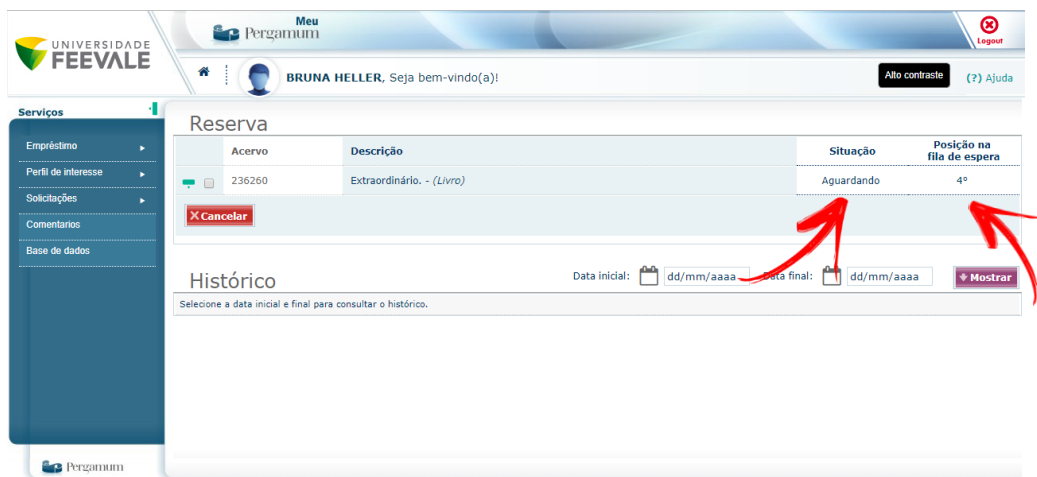 UNIVERSIDADE
FEEVALE
Meu
Pergamum
Logout
BRUNA HELLER, Seja bem-vindo(a)!
Alto contraste
(?) Ajuda
Serviços
Empréstimo
Perfil de interesse
Solicitações
Comentarios
Base de dados
Reserva
Acervo Descrição Situação Posição na
fila de espera
236260 Extraordinário. - (Livro) Aguardando 4º
X Cancelar
Histórico
Data inicial: dd/mm/aaaa Data final: dd/mm/aaaa Mostrar
Selecione a data inicial e final para consultar o histórico.
Pergamum